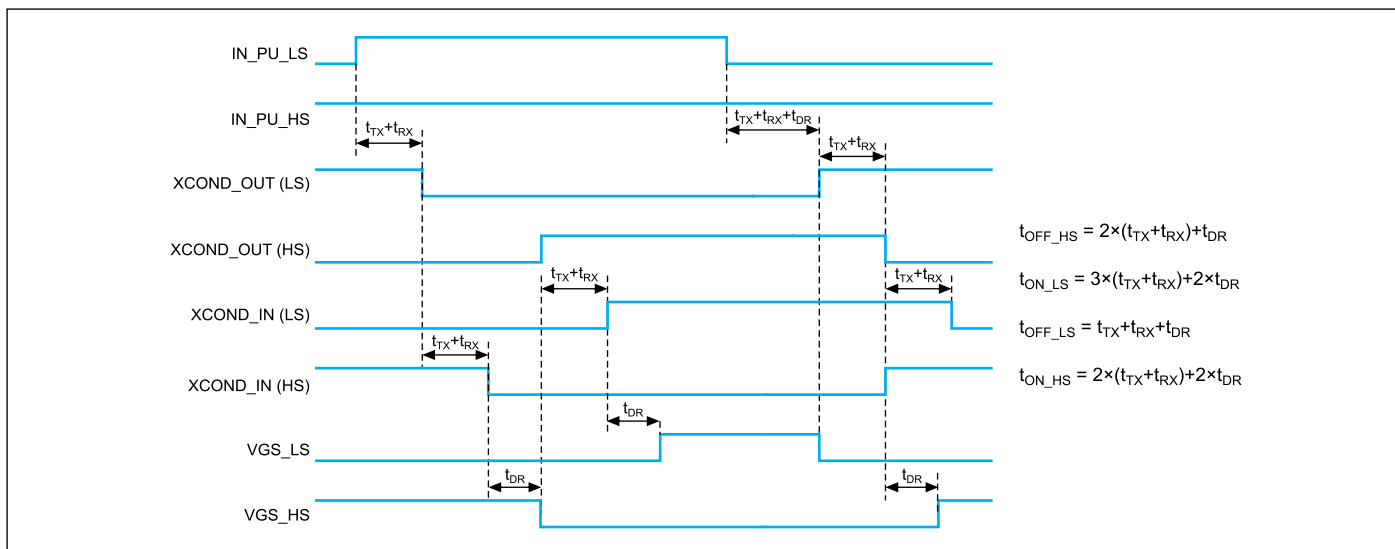 IN_PU_LS
IN_PU_HS
tTX+tRX
tTX+tRX+tDR
tTX+tRX
XCOND_OUT (LS)
XCOND_OUT (HS)
tOFF_HS = 2×(tTX+tRX)+tDR
tTX+tRX
tTX+tRX
tON_LS = 3×(tTX+tRX)+2×tDR
XCOND_IN (LS)
tOFF_LS = tTX+tRX+tDR
tTX+tRX
XCOND_IN (HS)
tON_HS = 2×(tTX+tRX)+2×tDR
tDR
VGS_LS
tDR
tDR
VGS_HS